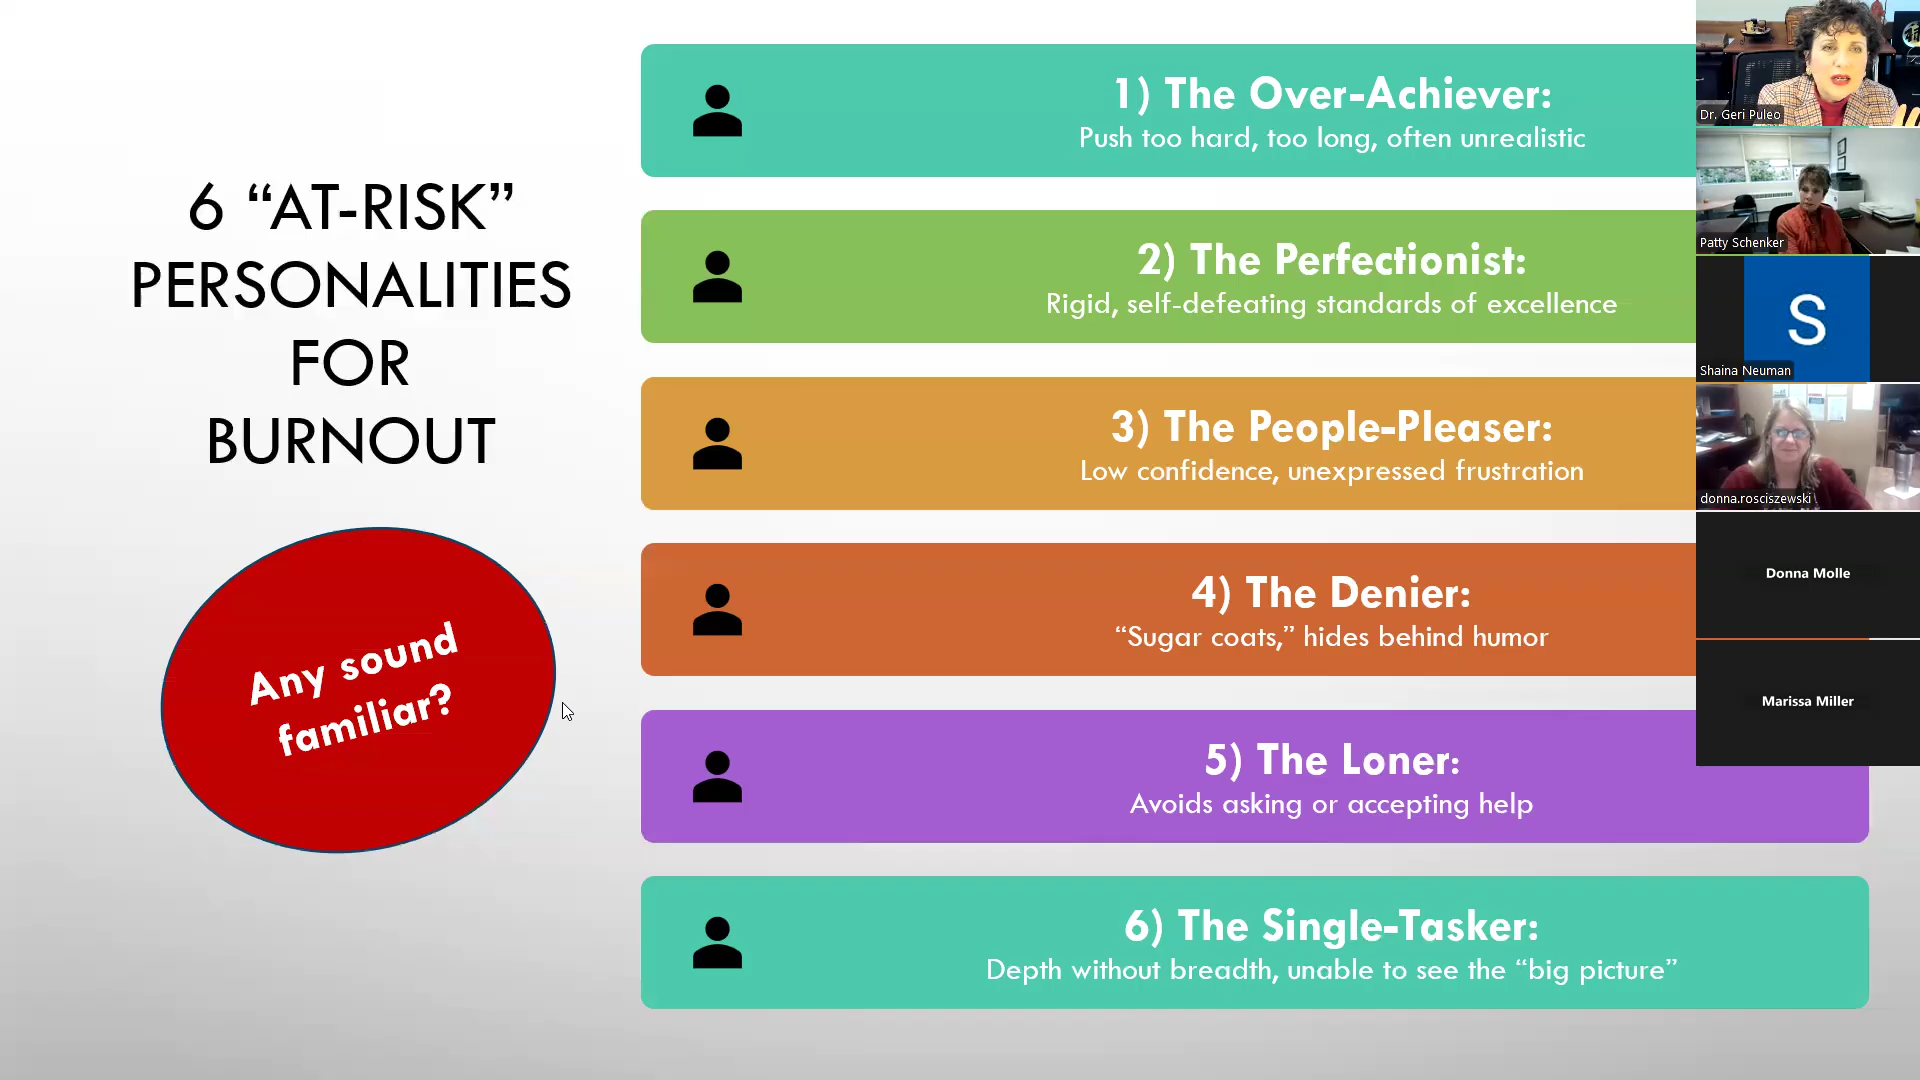 6 “AT-RISK”
PERSONALITIES
FOR
BURNOUT
Any sound
familiar?
1) The Over-Achiever:
Push too hard, too long, often unrealistic
2) The Perfectionist:
Rigid, self-defeating standards of excellence
3) The People-Pleaser:
Low confidence, unexpressed frustration
4) The Denier:
“Sugar coats,” hides behind humor
5) The Loner:
Avoids asking or accepting help
6) The Single-Tasker:
Depth without breadth, unable to see the “big picture”
Dr. Geri Puleo
Patty Schenker
S
Shaina Neuman
donna.rosciszewski
Donna Molle
Marissa Miller